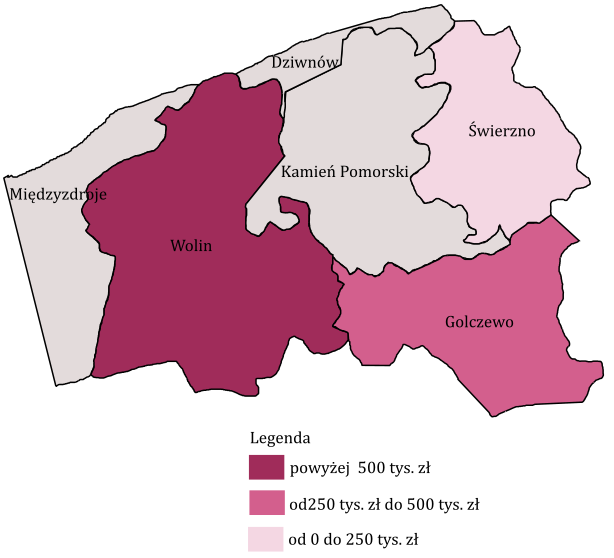 Dziwnów
Świerzno
Kamień Pomorski
Międzyzdroje
Wolin
Golczewo
Legenda
powyżej 500 tys. zł
od250 tys. zł do 500 tys. zł
od 0 do 250 tys. zł